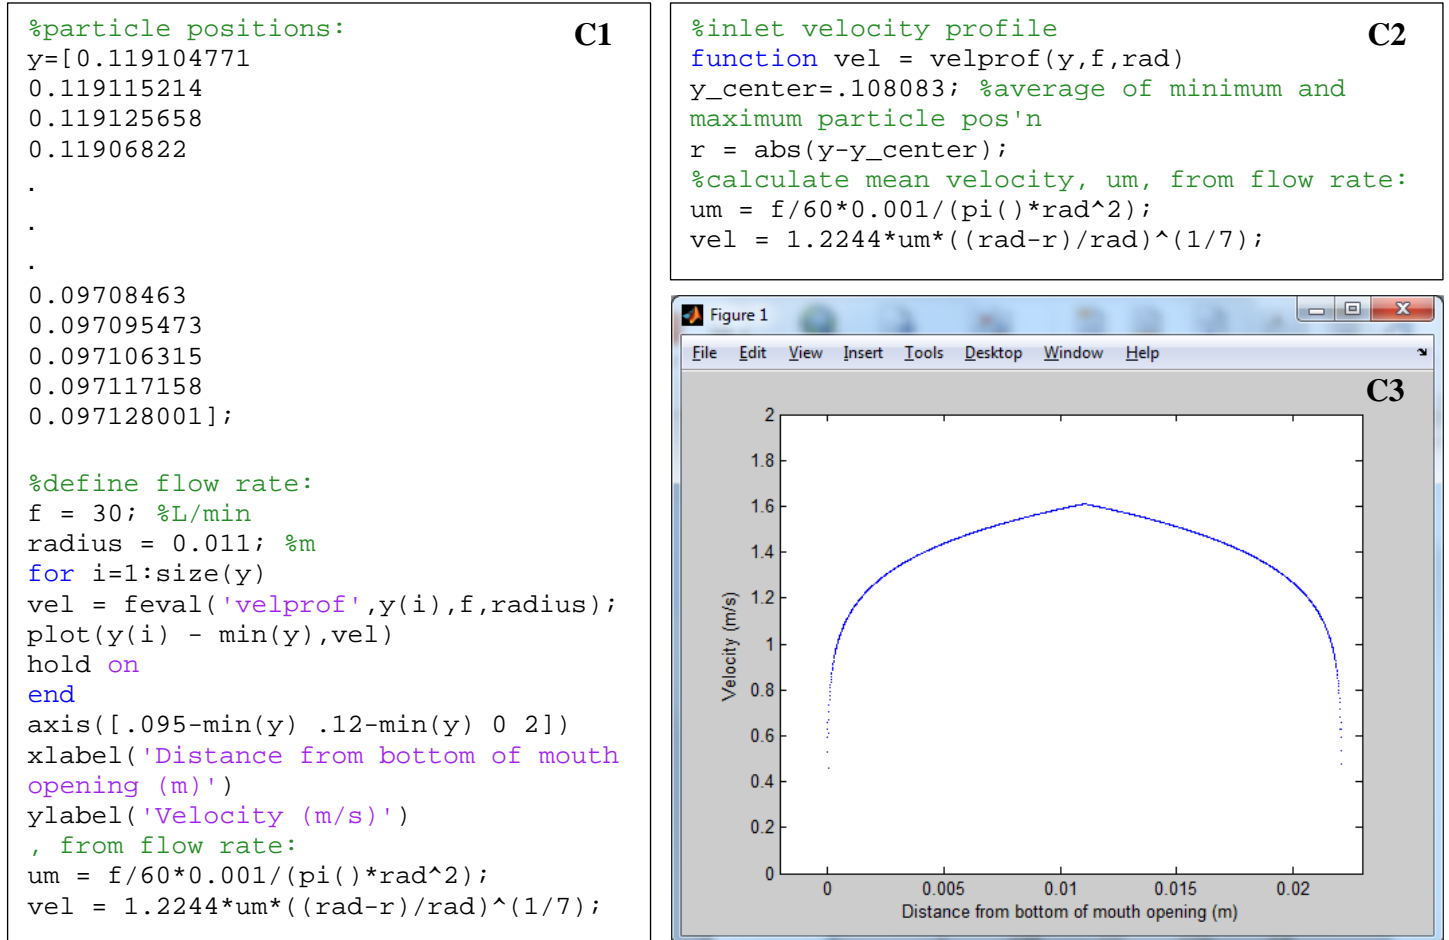 %particle positions:
C1
y=[0.119104771
0.119115214
0.119125658
0.11906822
.
.
.
0.09708463
0.097095473
0.097106315
0.097117158
0.097128001];
%define flow rate:
f = 30; %L/min
radius = 0.011; %m
for i=1:size(y)
vel = feval('velprof',y(i),f,radius);
plot(y(i) - min(y),vel)
hold on
end
axis([.095-min(y) .12-min(y) 0 2])
xlabel('Distance from bottom of mouth
opening (m)')
ylabel('Velocity (m/s)')
, from flow rate:
um = f/60*0.001/(pi()*rad^2);
vel = 1.2244*um*((rad-r)/rad)^(1/7);
%inlet velocity profile
C2
function vel = velprof(y,f,rad)
y_center=.108083; %average of minimum and
maximum particle pos'n
r = abs(y-y_center);
%calculate mean velocity, um, from flow rate:
um = f/60*0.001/(pi()*rad^2);
vel = 1.2244*um*((rad-r)/rad)^(1/7);
Figure 1
File Edit View Insert Tools Desktop Window Help
C3
2
1.8
1.6
1.4
1.2
1
0.8
0.6
0.4
0.2
0
Velocity (m/s)
0 0.005 0.01 0.015 0.02
Distance from bottom of mouth opening (m)